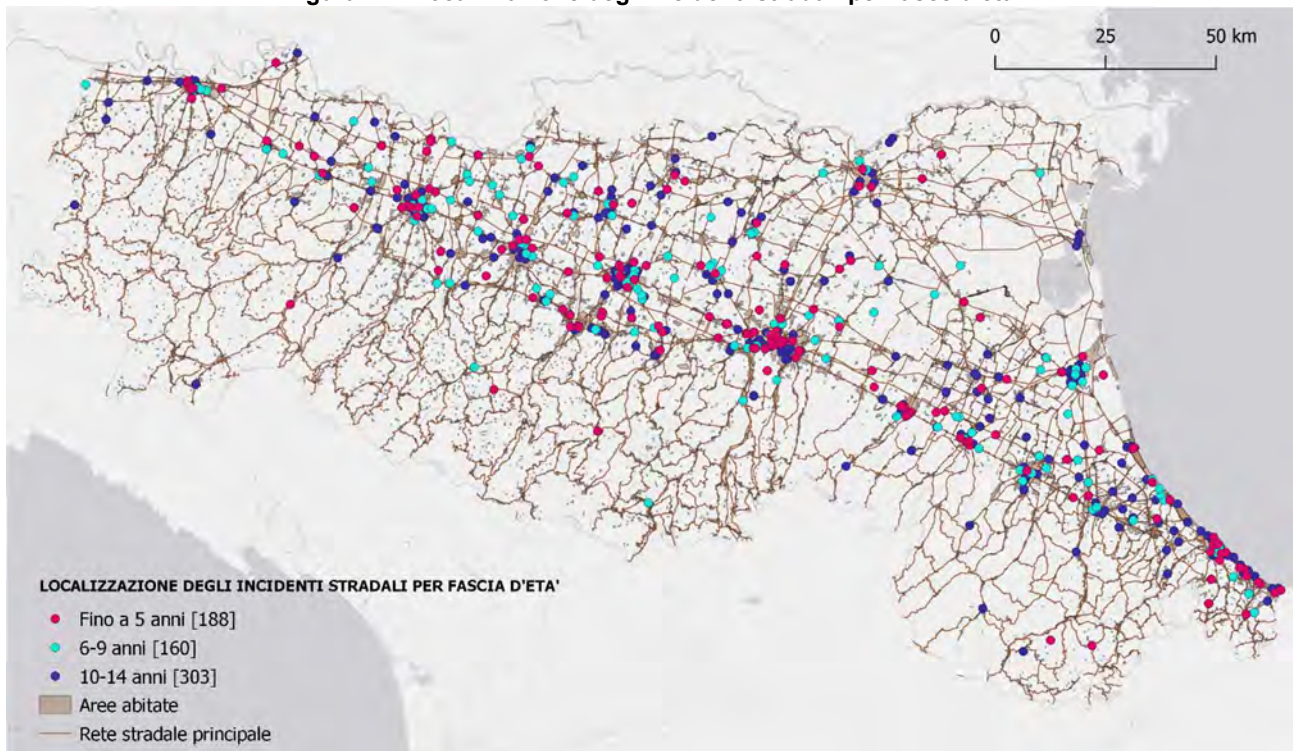 0 25 50 km
LOCALIZZAZIONE DEGLI INCIDENTI STRADALI PER FASCIA D'ETA'
Fino a 5 anni [188]
6-9 anni [160]
10-14 anni [303]
Aree abitate
Rete stradale principale